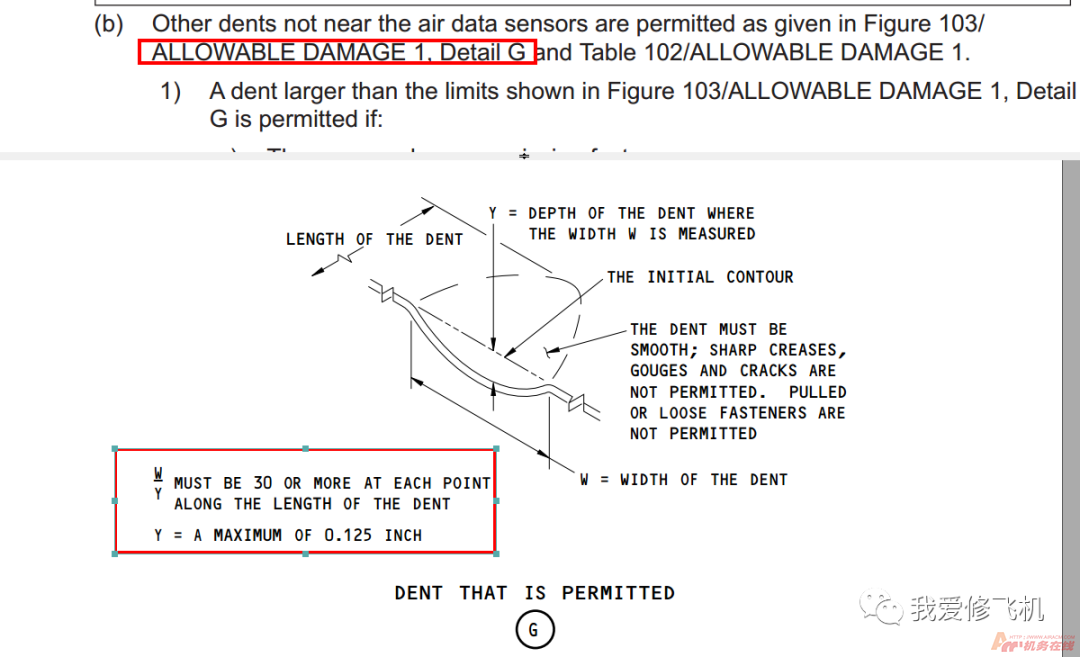 (b) Other dents not near the air data sensors are permitted as given in Figure 103/
ALLOWABLE DAMAGE 1, Detail G and Table 102/ALLOWABLE DAMAGE 1.
1) A dent larger than the limits shown in Figure 103/ALLOWABLE DAMAGE 1, Detail
G is permitted if:
LENGTH OF THE DENT
Y = DEPTH OF THE DENT WHERE
THE WIDTH W IS MEASURED
THE INITIAL CONTOUR
THE DENT MUST BE
SMOOTH; SHARP CREASES,
GOUGES AND CRACKS ARE
NOT PERMITTED. PULLED
OR LOOSE FASTENERS ARE
NOT PERMITTED
W = WIDTH OF THE DENT
W
Y
MUST BE 30 OR MORE AT EACH POINT
ALONG THE LENGTH OF THE DENT
Y = A MAXIMUM OF 0.125 INCH
DENT THAT IS PERMITTED
G
我爱修飞机
机务在线